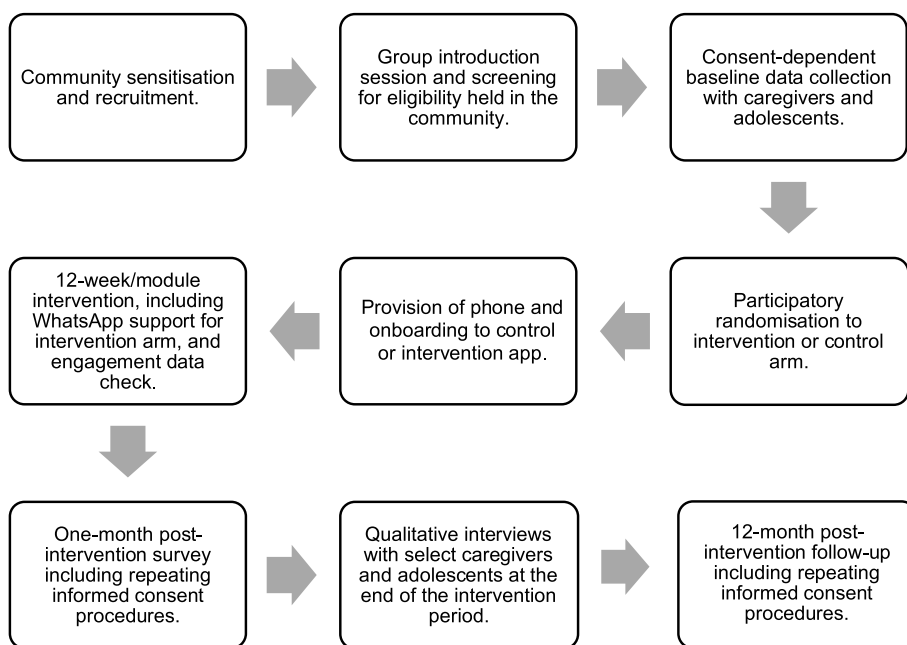 Community sensitisation
and recruitment.
Group introduction
session and screening
for eligibility held in the
community.
Consent-dependent
baseline data collection
with caregivers and
adolescents.
Participatory
randomisation to
intervention or control
arm.
Provision of phone and
onboarding to control
or intervention app.
12-week/module
intervention, including
WhatsApp support for
intervention arm, and
engagement data
check.
One-month post-
intervention survey
including repeating
informed consent
procedures.
Qualitative interviews
with select caregivers
and adolescents at the
end of the intervention
period.
12-month post-
intervention follow-up
including repeating
informed consent
procedures.